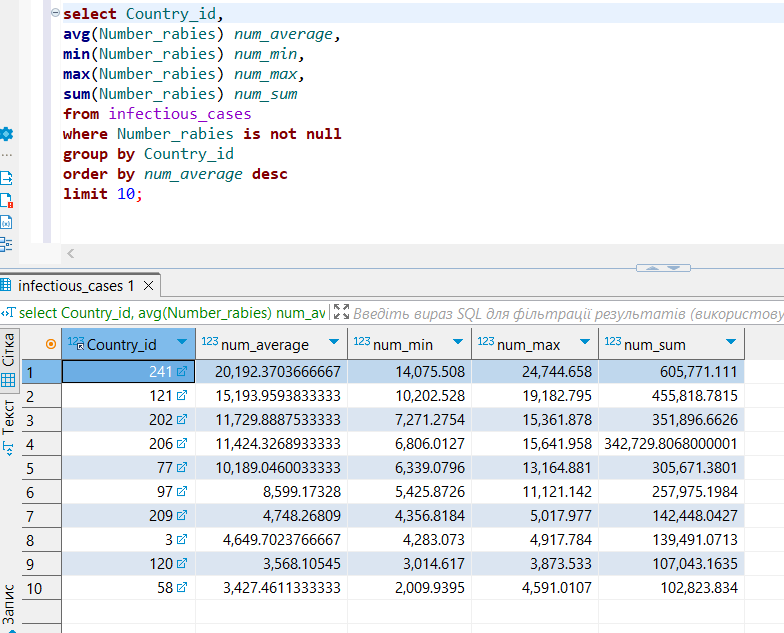 select Country_id,
avg(Number_rabies) num_average,
min(Number_rabies) num_min,
max(Number_rabies) num_max,
sum(Number_rabies) num_sum
from infectious_cases
where Number_rabies is not null
group by Country_id
order by num_average desc
limit 10;
infectious_cases 1
select Country_id, avg(Number_rabies) num_av Введіть вираз SQL для фільтрації результатів (використову
Сітка
Текст
Запис
123 Country_id 123 num_average 123 num_min 123 num_max 123 num_sum
1 241 20,192.3703666667 14,075.508 24,744.658 605,771.111
2 121 15,193.9593833333 10,202.528 19,182.795 455,818.7815
3 202 11,729.8887533333 7,271.2754 15,361.878 351,896.6626
4 206 11,424.3268933333 6,806.0127 15,641.958 342,729.8068000001
5 77 10,189.0460033333 6,339.0796 13,164.881 305,671.3801
6 97 8,599.17328 5,425.8726 11,121.142 257,975.1984
7 209 4,748.26809 4,356.8184 5,017.977 142,448.0427
8 3 4,649.7023766667 4,283.073 4,917.784 139,491.0713
9 120 3,568.10545 3,014.617 3,873.533 107,043.1635
10 58 3,427.4611333333 2,009.9395 4,591.0107 102,823.834